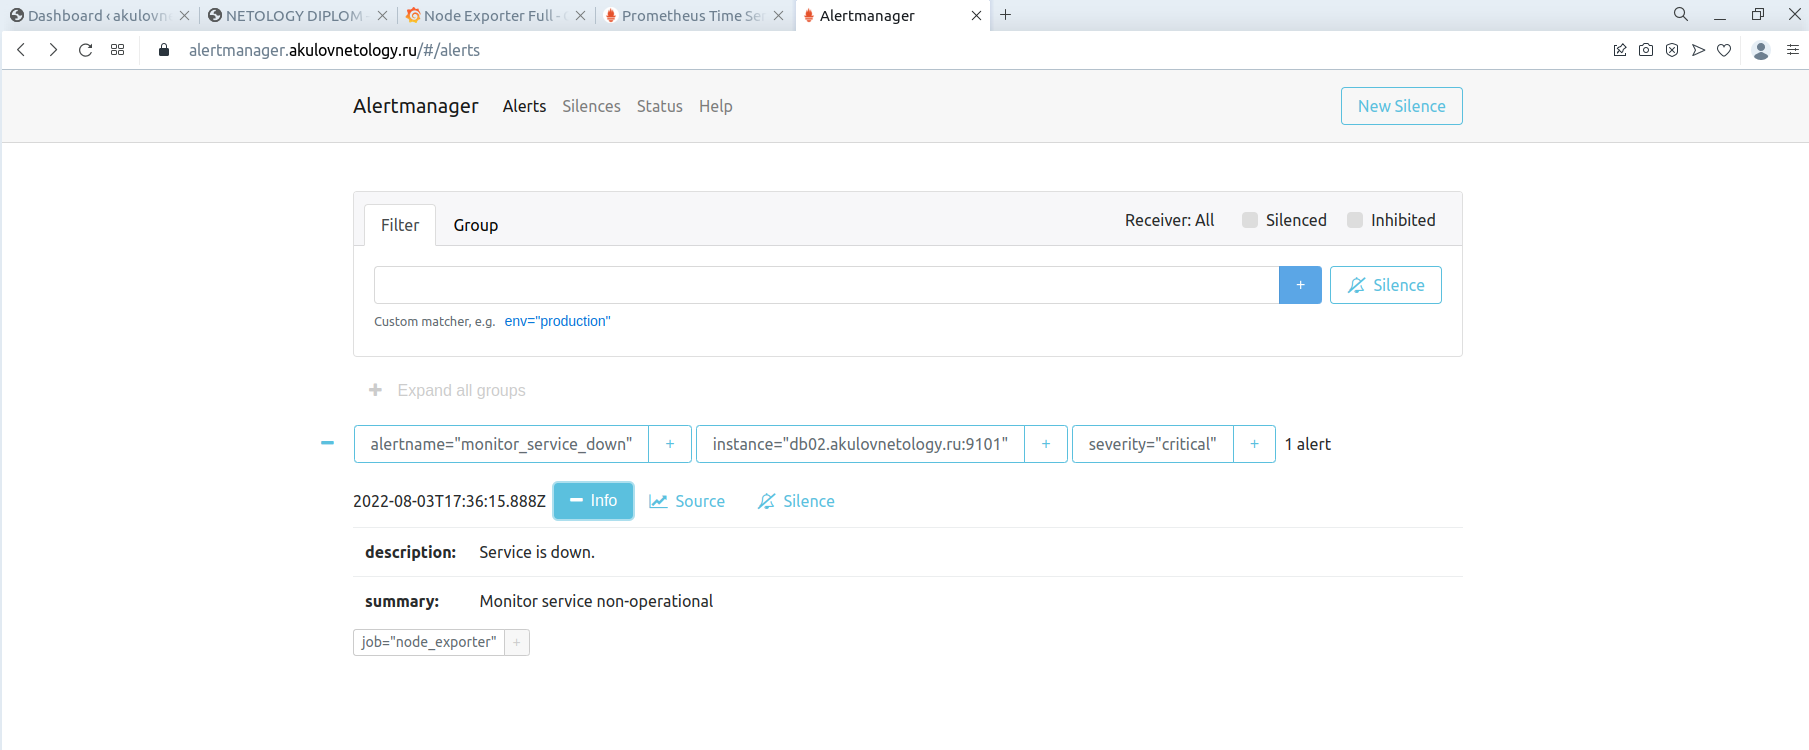 Dashboard ‹ akulovn
NETOLOGY DIPLOM -
Node Exporter Full -
Prometheus Time Se
Alertmanager
alertmanager.akulovnetology.ru/#/alerts
Alertmanager Alerts Silences Status Help New Silence
Filter Group Receiver: All Silenced Inhibited
+ Silence
Custom matcher, e.g. env="production"
+ Expand all groups
alertname="monitor_service_down" + instance="db02.akulovnetology.ru:9101" + severity="critical" + 1 alert
2022-08-03T17:36:15.888Z Info Source Silence
description: Service is down.
summary: Monitor service non-operational
job="node_exporter" +